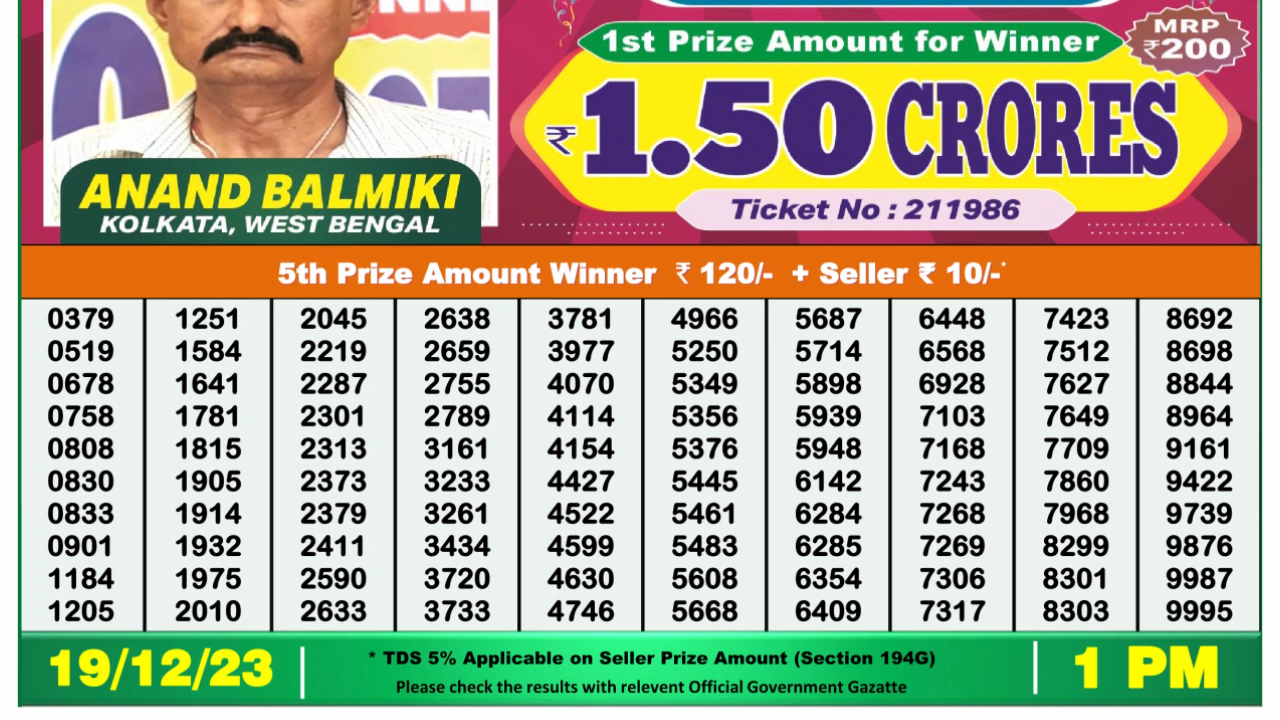 1st Prize Amount for Winner
MRP
₹200
₹1.50 CRORES
ANAND BALMIKI
KOLKATA, WEST BENGAL
Ticket No : 211986
5th Prize Amount Winner ₹ 120/- + Seller ₹ 10/-*
0379 1251 2045 2638 3781 4966 5687 6448 7423 8692
0519 1584 2219 2659 3977 5250 5714 6568 7512 8698
0678 1641 2287 2755 4070 5349 5898 6928 7627 8844
0758 1781 2301 2789 4114 5356 5939 7103 7649 8964
0808 1815 2313 3161 4154 5376 5948 7168 7709 9161
0830 1905 2373 3233 4427 5445 6142 7243 7860 9422
0833 1914 2379 3261 4522 5461 6284 7268 7968 9739
0901 1932 2411 3434 4599 5483 6285 7269 8299 9876
1184 1975 2590 3720 4630 5608 6354 7306 8301 9987
1205 2010 2633 3733 4746 5668 6409 7317 8303 9995
19/12/23
* TDS 5% Applicable on Seller Prize Amount (Section 194G)
Please check the results with relevent Official Government Gazatte
1 PM